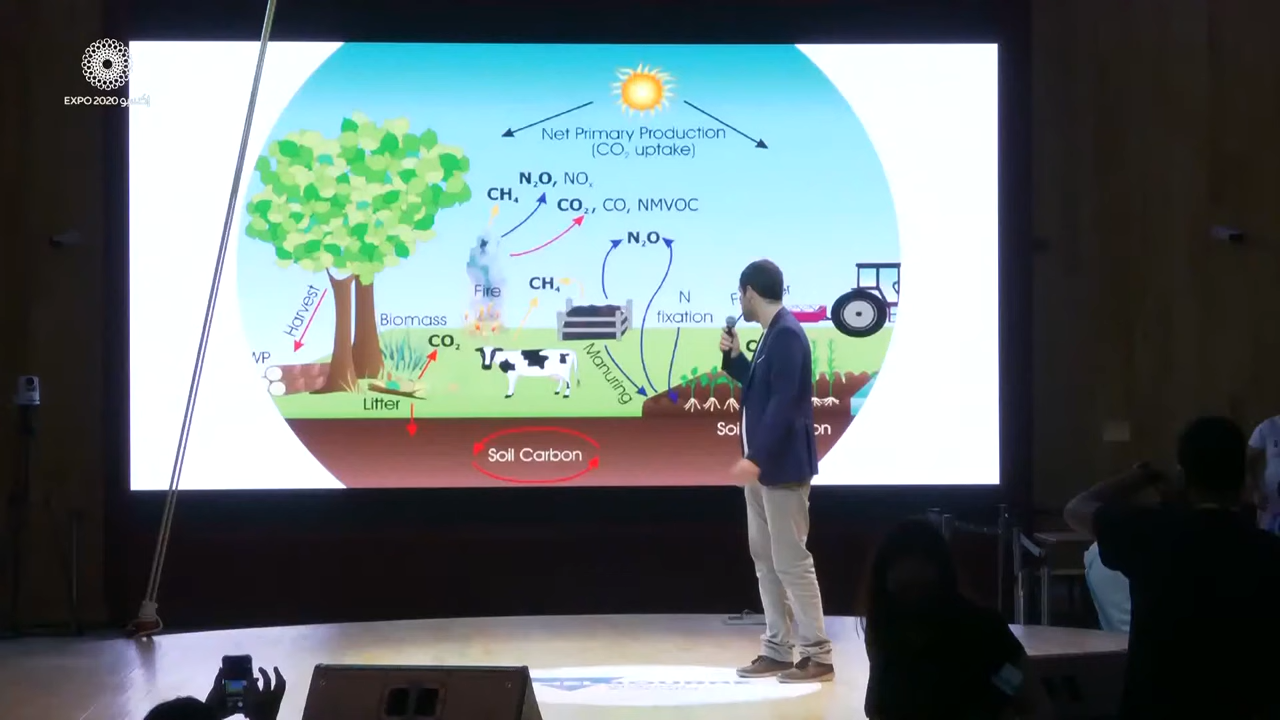 EXPO 2020 إكسبو
Net Primary Production
(CO₂ uptake)
N₂O, NOₓ
CH₄
CO₂, CO, NMVOC
N₂O
CH₄
Fire
N
fixation
Harvest
Biomass
CO₂
Manuring
Litter
Soil Carbon